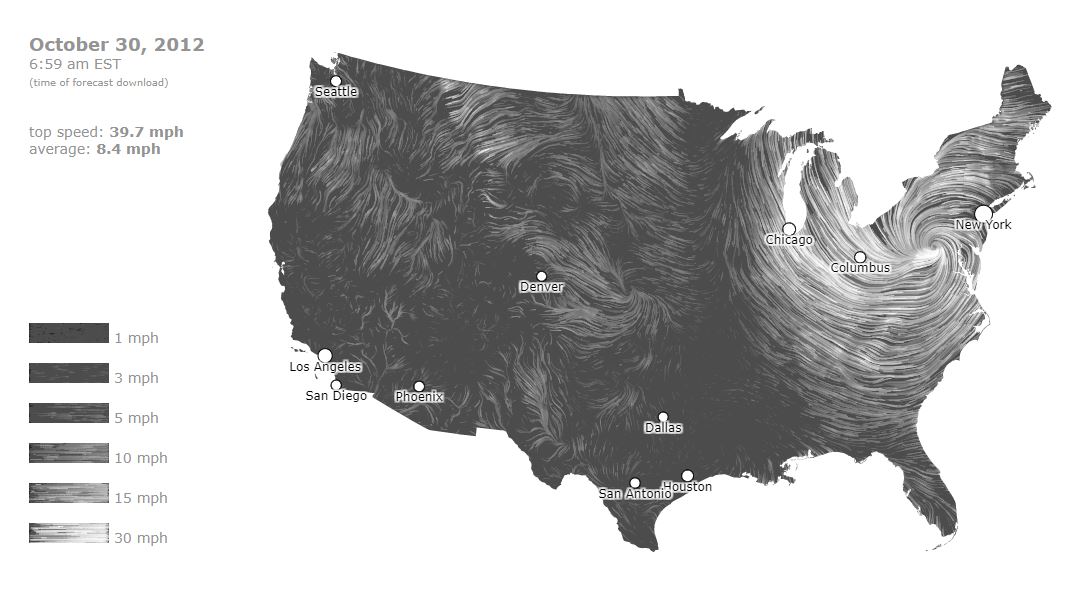 October 30, 2012
6:59 am EST
(time of forecast download)
top speed: 39.7 mph
average: 8.4 mph
Seattle
New York
Chicago
Columbus
Denver
1 mph
Los Angeles
3 mph
San Diego
Phoenix
5 mph
Dallas
10 mph
Houston
San Antonio
15 mph
30 mph